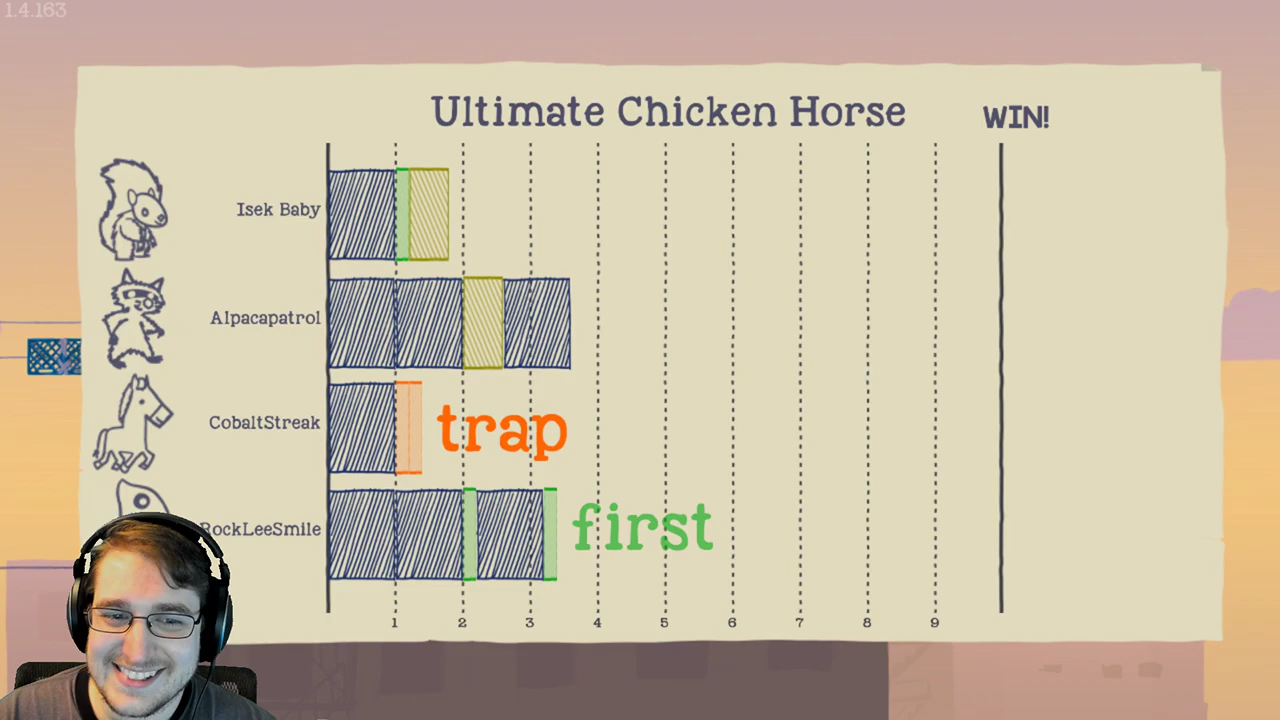 1.4.163
Ultimate Chicken Horse
WIN!
Isek Baby
Alpacapatrol
CobaltStreak
trap
RockLeeSmile
first
1 2 3 4 5 6 7 8 9